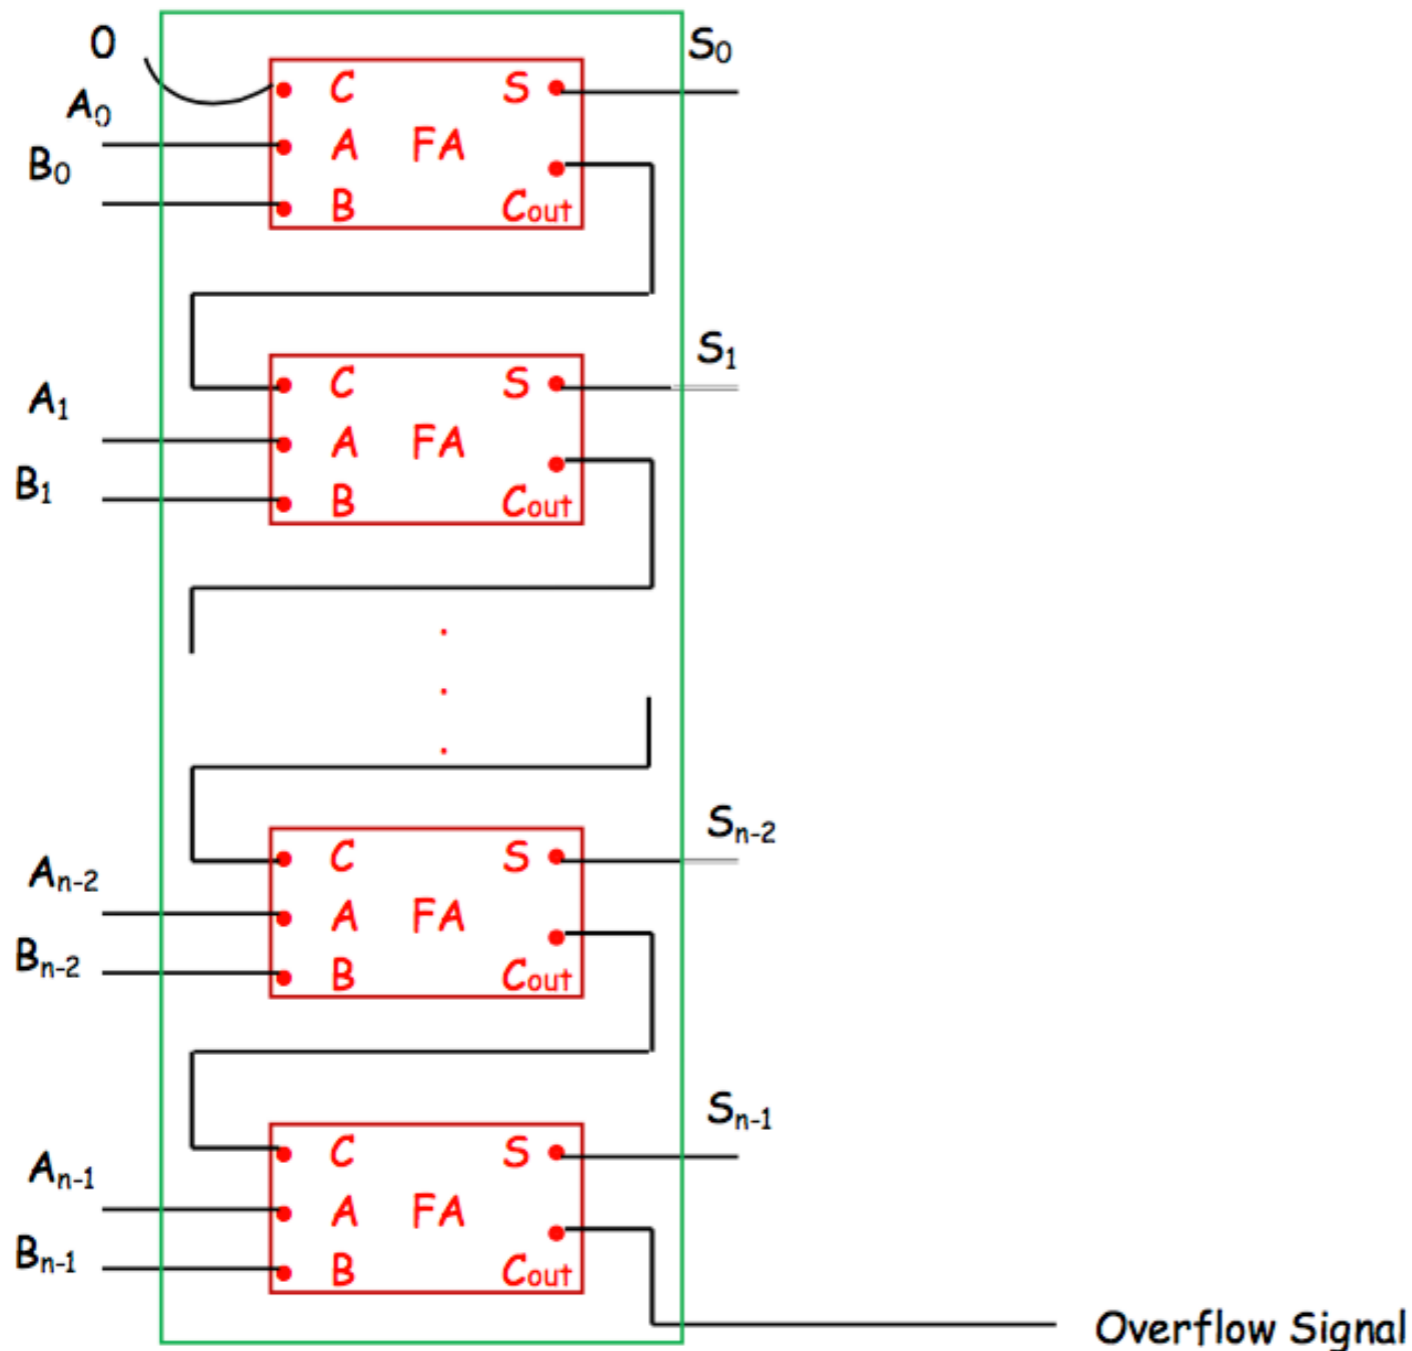 0 S₀
A₀ C S
B₀ A FA
B Cout
S₁
A₁ C S
B₁ A FA
B Cout
.
.
.
Sₙ₋₂
Aₙ₋₂ C S
A FA
Bₙ₋₂ B Cout
Sₙ₋₁
Aₙ₋₁ C S
A FA
Bₙ₋₁ B Cout
Overflow Signal